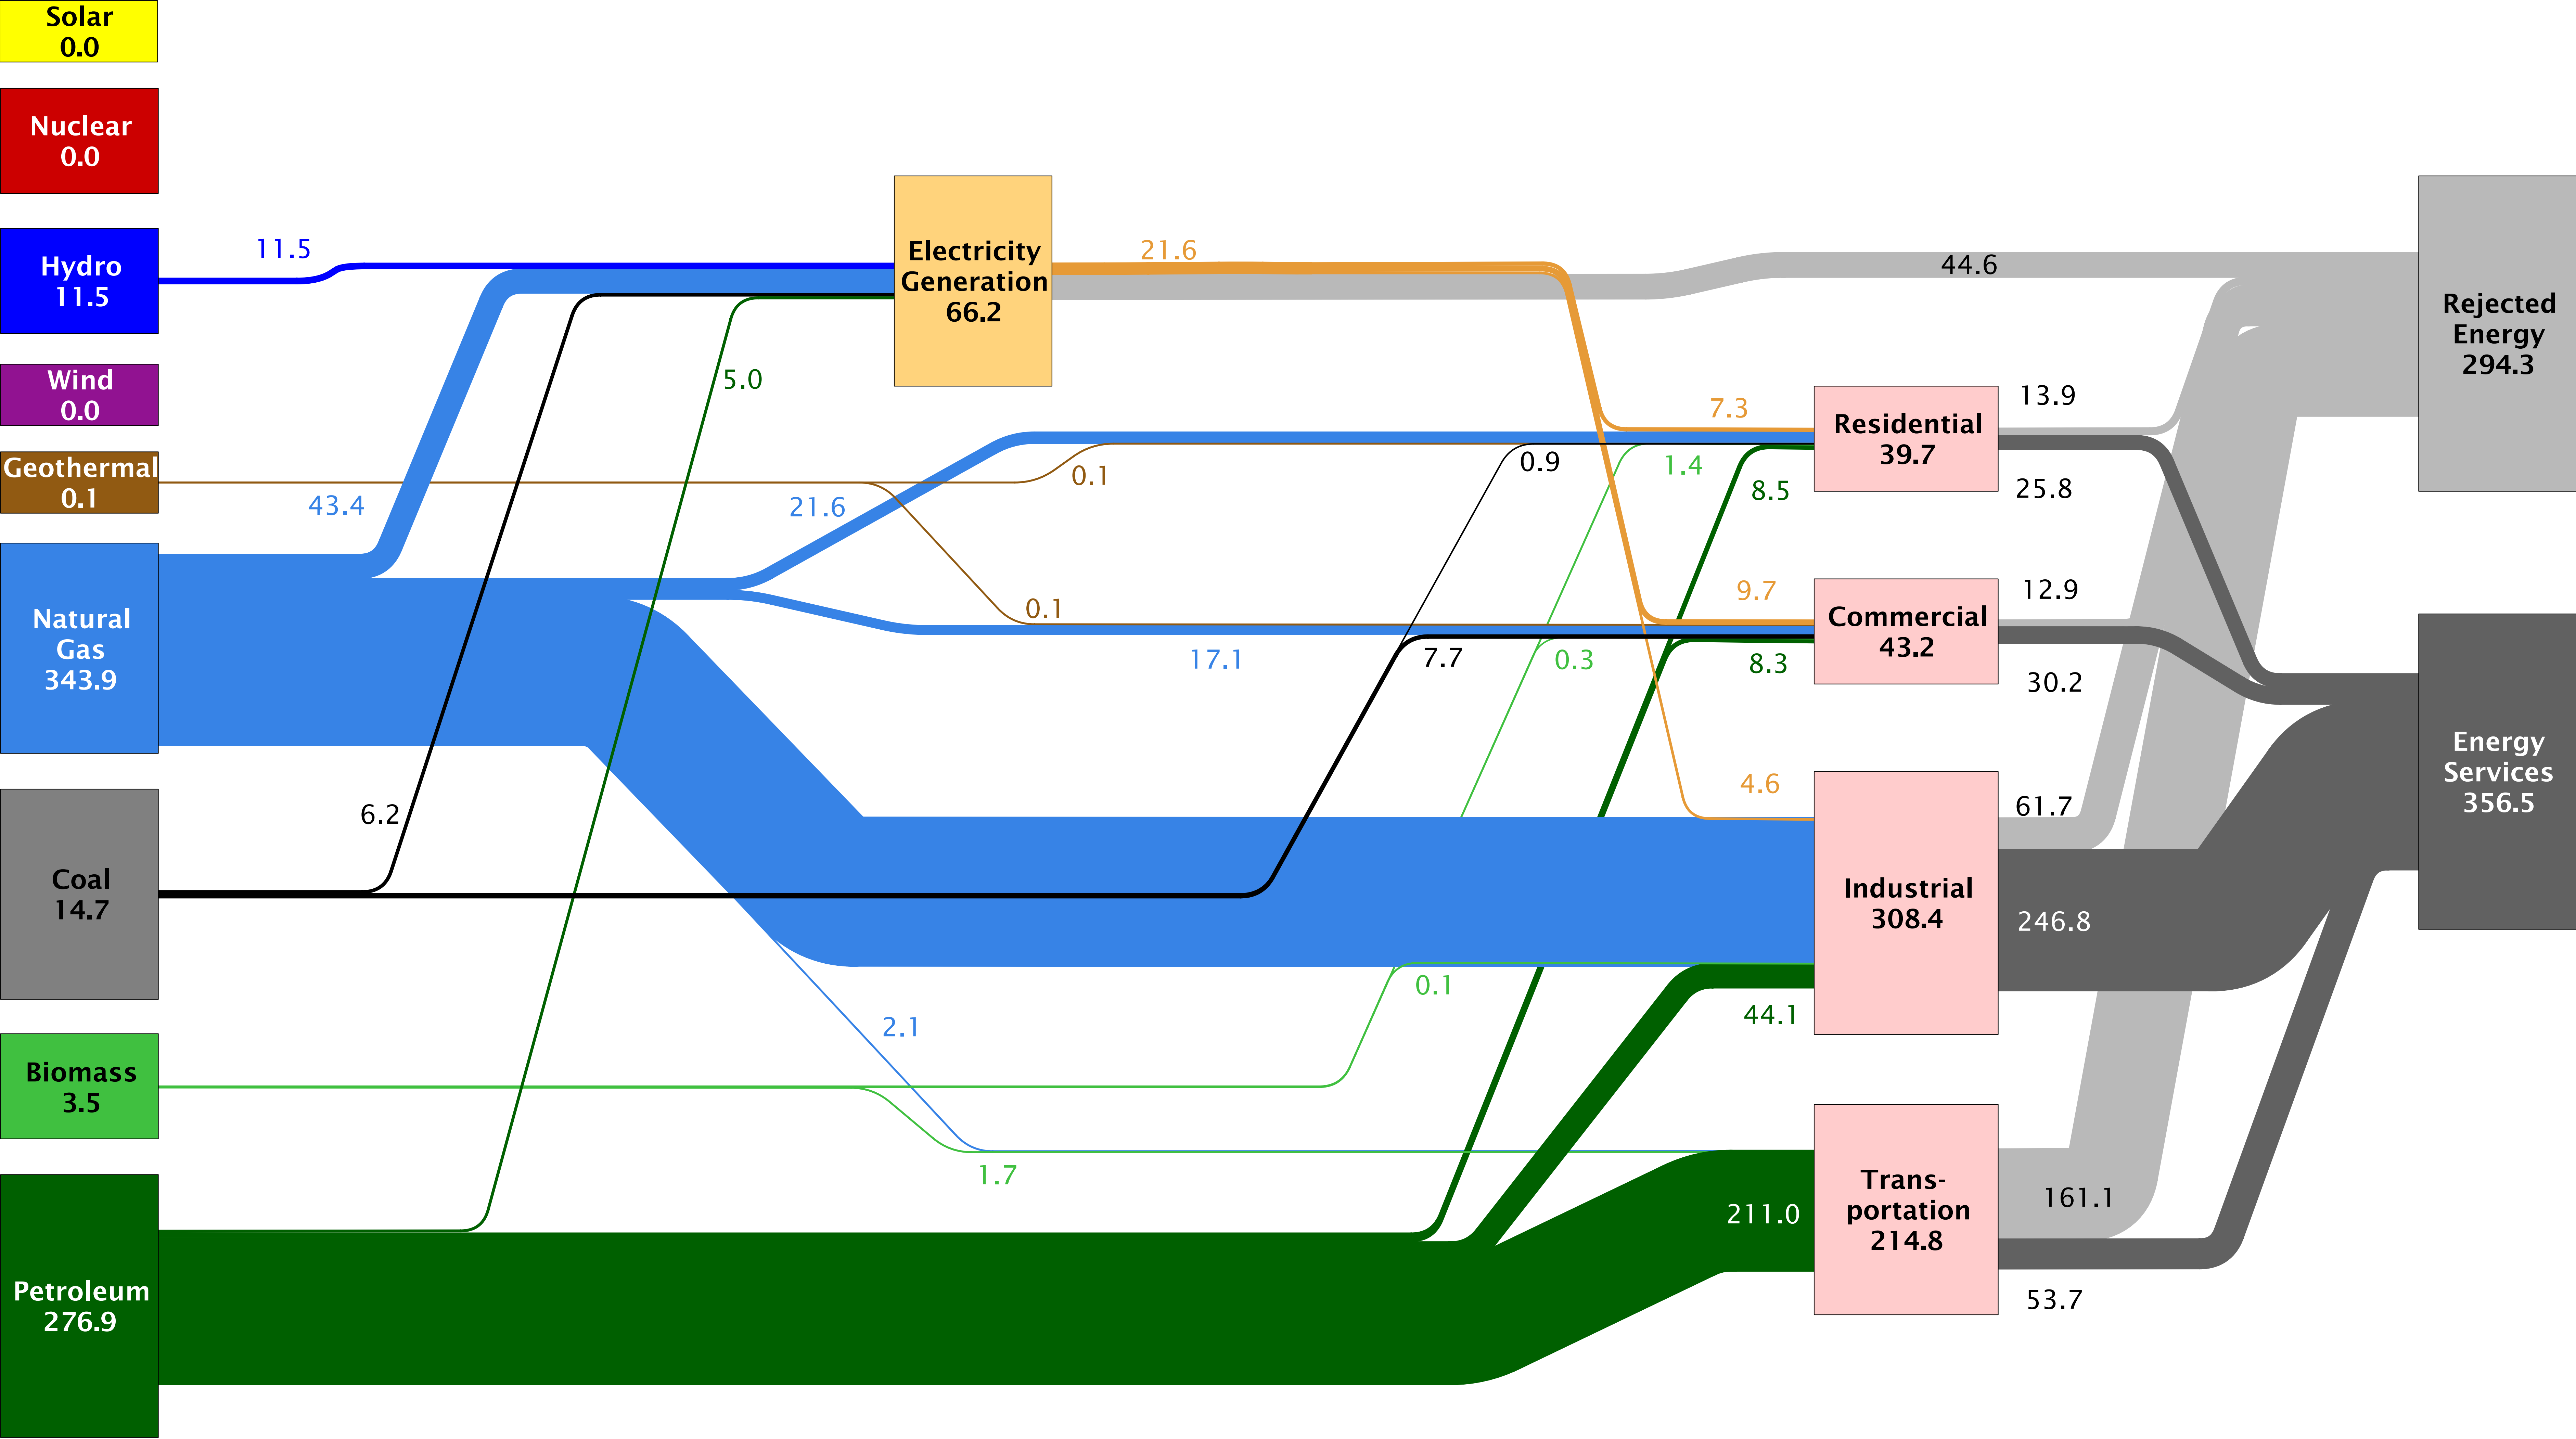 Solar
0.0
Nuclear
0.0
Hydro
11.5
Wind
0.0
Geothermal
0.1
Natural
Gas
343.9
Coal
14.7
Biomass
3.5
Petroleum
276.9
11.5
43.4
6.2
5.0
21.6
0.1
0.1
17.1
2.1
1.7
Electricity
Generation
66.2
21.6
44.6
7.3
0.9
1.4
8.5
9.7
7.7
0.3
8.3
4.6
0.1
44.1
211.0
Residential
39.7
Commercial
43.2
Industrial
308.4
Trans-
portation
214.8
13.9
25.8
12.9
30.2
61.7
246.8
161.1
53.7
Rejected
Energy
294.3
Energy
Services
356.5